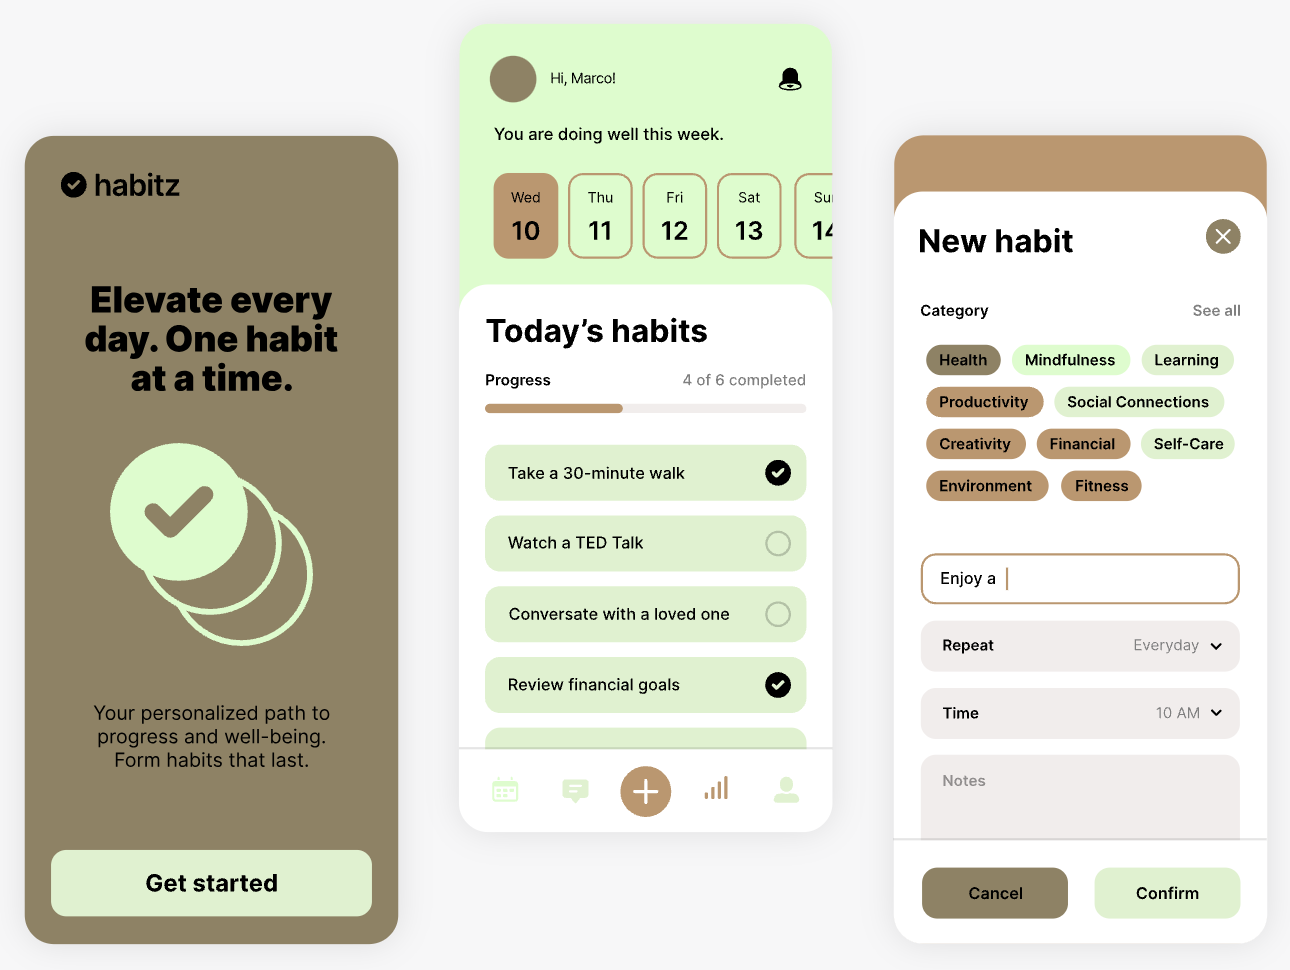 habitz
Elevate every
day. One habit
at a time.
Your personalized path to
progress and well-being.
Form habits that last.
Get started
Hi, Marco!
You are doing well this week.
Wed Thu Fri Sat Su
10 11 12 13 14
Today's habits
Progress 4 of 6 completed
Take a 30-minute walk
Watch a TED Talk
Conversate with a loved one
Review financial goals
New habit
Category See all
Health Mindfulness Learning
Productivity Social Connections
Creativity Financial Self-Care
Environment Fitness
Enjoy a
Repeat Everyday
Time 10 AM
Notes
Cancel Confirm